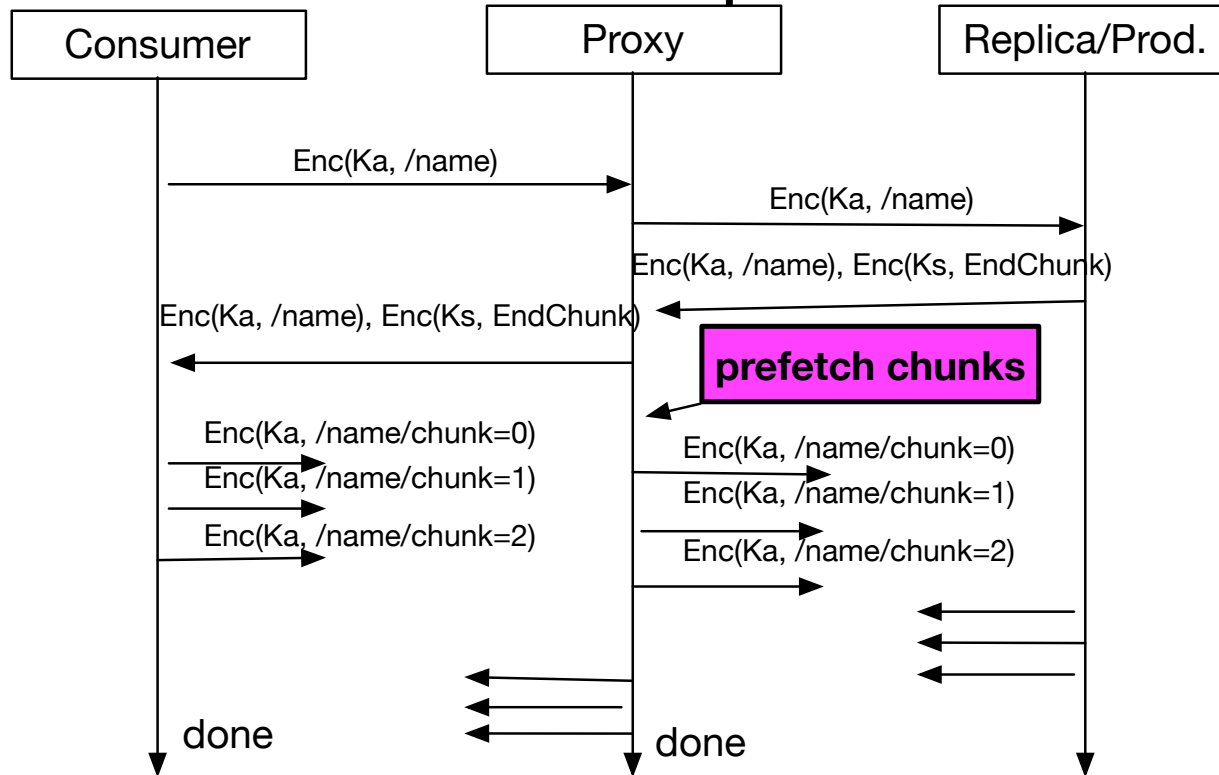 Consumer
Proxy
Replica/Prod.
Enc(Ka, /name)
Enc(Ka, /name)
Enc(Ka, /name), Enc(Ks, EndChunk)
Enc(Ka, /name), Enc(Ks, EndChunk)
prefetch chunks
Enc(Ka, /name/chunk=0)
Enc(Ka, /name/chunk=0)
Enc(Ka, /name/chunk=1)
Enc(Ka, /name/chunk=1)
Enc(Ka, /name/chunk=2)
Enc(Ka, /name/chunk=2)
done
done